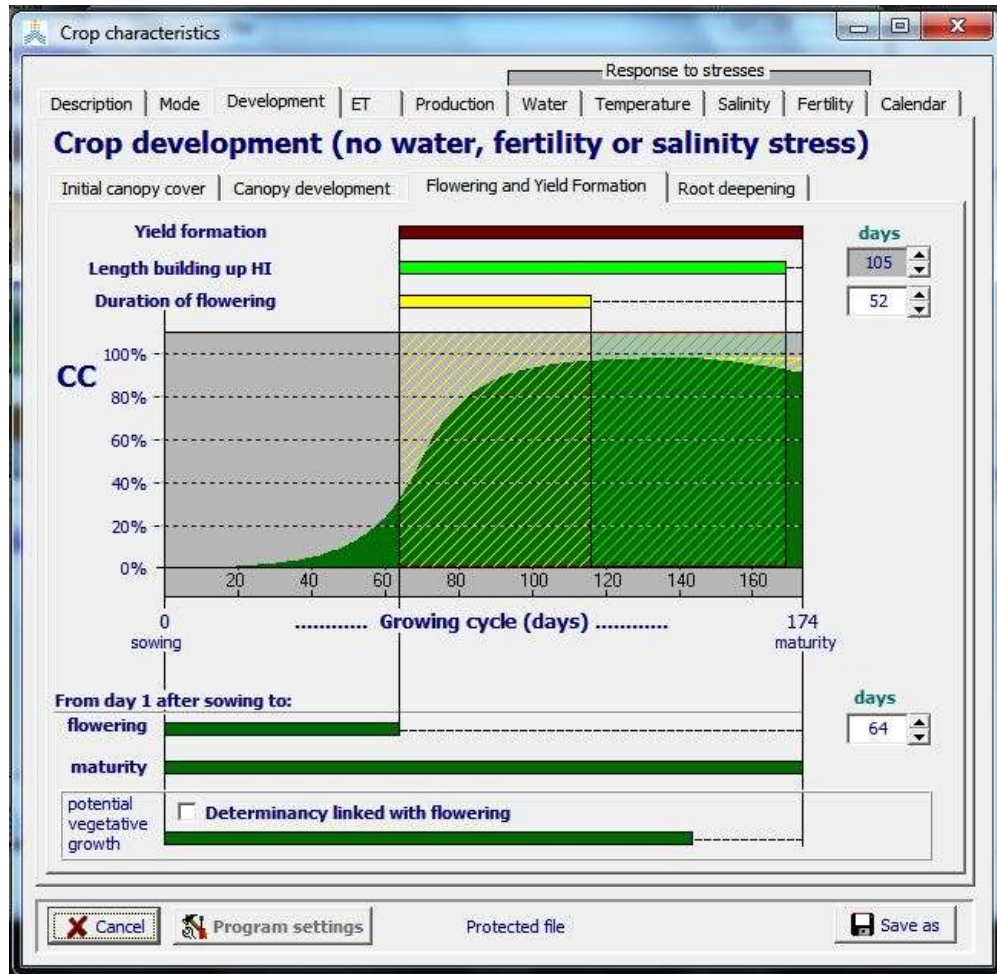 Crop characteristics
Response to stresses
Description Mode Development ET Production Water Temperature Salinity Fertility Calendar
Crop development (no water, fertility or salinity stress)
Initial canopy cover Canopy development Flowering and Yield Formation Root deepening
Yield formation days
Length building up HI 105
Duration of flowering 52
CC
100%
80%
60%
40%
20%
0%
20 40 60 80 100 120 140 160
0 ............ Growing cycle (days) ............ 174
sowing maturity
From day 1 after sowing to: days
flowering 64
maturity
potential
vegetative
growth
Determinancy linked with flowering
Cancel Program settings Protected file Save as